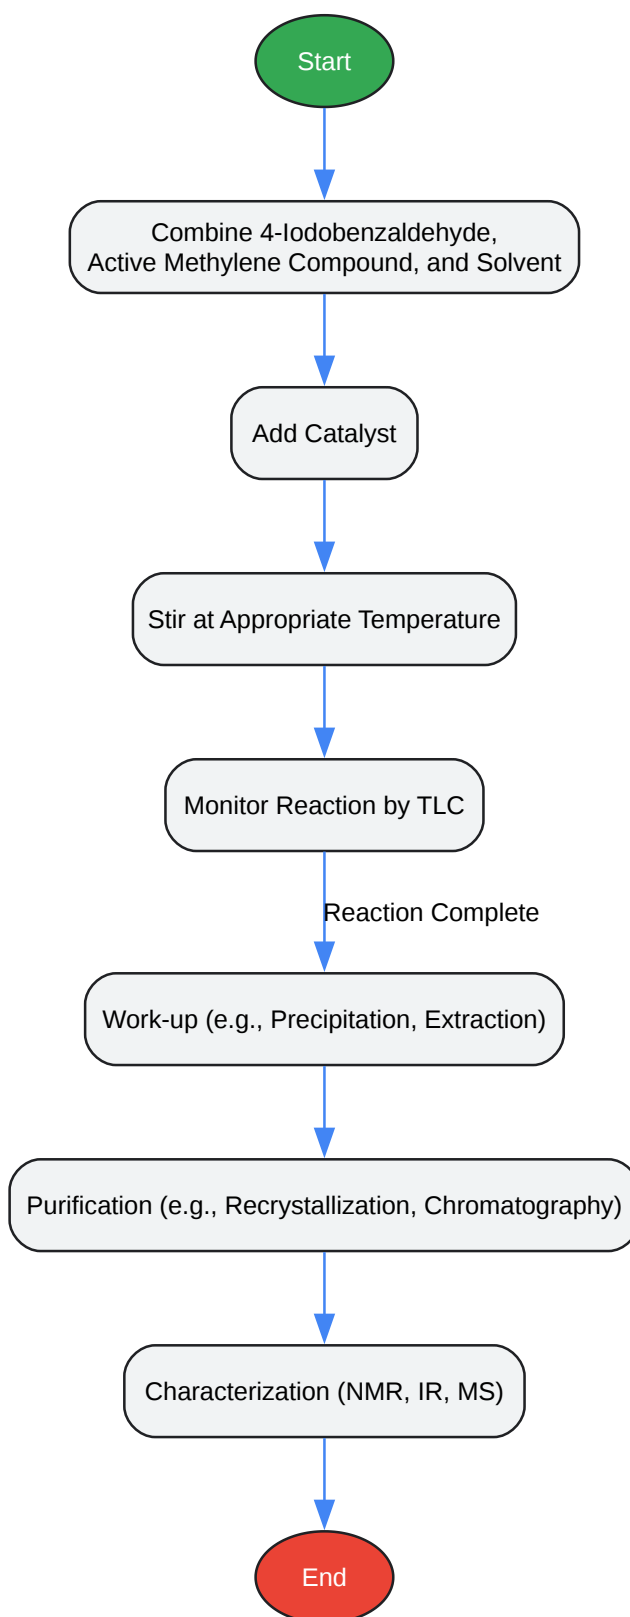 Start
Combine 4-Iodobenzaldehyde,
Active Methylene Compound, and Solvent
Add Catalyst
Stir at Appropriate Temperature
Monitor Reaction by TLC
Reaction Complete
Work-up (e.g., Precipitation, Extraction)
Purification (e.g., Recrystallization, Chromatography)
Characterization (NMR, IR, MS)
End